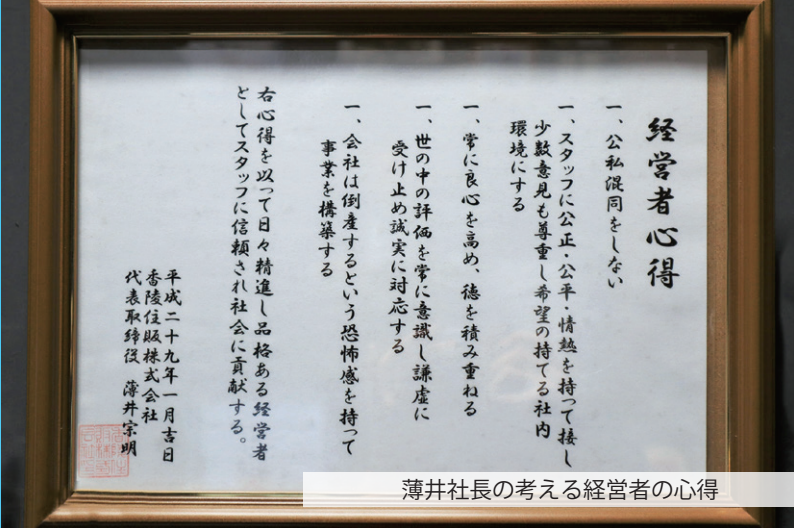 経営者心得
一、公私混同をしない
一、スタッフに公正・公平・情熱を持って接し
少数意見も尊重し希望の持てる社内
環境にする
一、常に良心を高め、徳を積み重ねる
一、世の中の評価を常に意識し謙虚に
受け止め誠実に対応する
一、会社は倒産するという恐怖感を持って
事業を構築する
右心得を以って日々精進し品格ある経営者
としてスタッフに信頼され社会に貢献する。
平成二十九年一月吉日
香陵住販株式会社
代表取締役 薄井宗明
薄井社長の考える経営者の心得